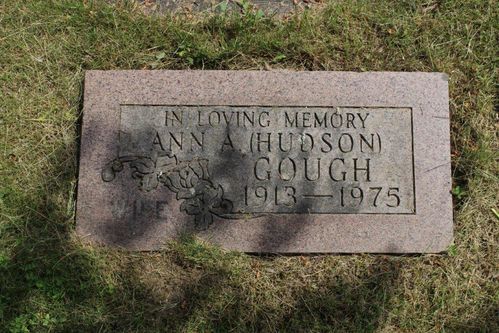 IN LOVING MEMORY
ANN A. (HUDSON)
GOUGH
1913—1975
WIFE